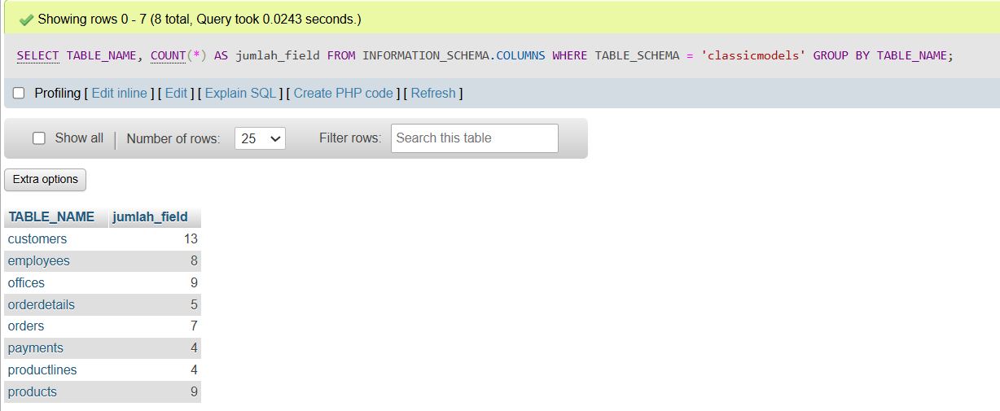 Showing rows 0 - 7 (8 total, Query took 0.0243 seconds.)
SELECT TABLE_NAME, COUNT(*) AS jumlah_field FROM INFORMATION_SCHEMA.COLUMNS WHERE TABLE_SCHEMA = 'classicmodels' GROUP BY TABLE_NAME;
Profiling [ Edit inline ] [ Edit ] [ Explain SQL ] [ Create PHP code ] [ Refresh ]
Show all | Number of rows: 25 Filter rows: Search this table
Extra options
TABLE_NAME jumlah_field
customers 13
employees 8
offices 9
orderdetails 5
orders 7
payments 4
productlines 4
products 9